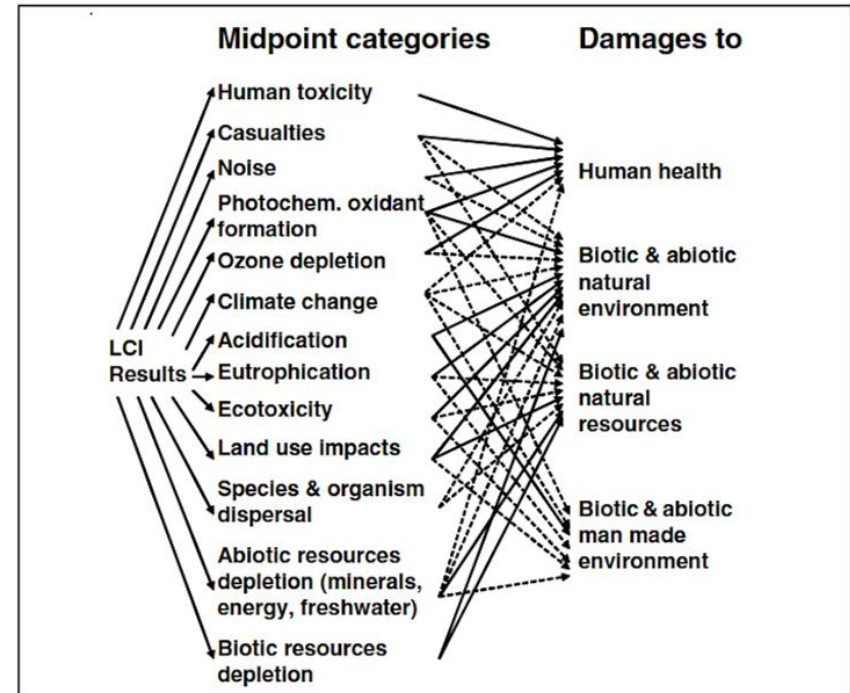 Midpoint categories
Damages to
Human toxicity
Casualties
Noise
Photochem. oxidant
formation
Ozone depletion
Climate change
Acidification
Eutrophication
Ecotoxicity
Land use impacts
Species & organism
dispersal
Abiotic resources
depletion (minerals,
energy, freshwater)
Biotic resources
depletion
LCI
Results
Human health
Biotic & abiotic
natural
environment
Biotic & abiotic
natural
resources
Biotic & abiotic
man made
environment